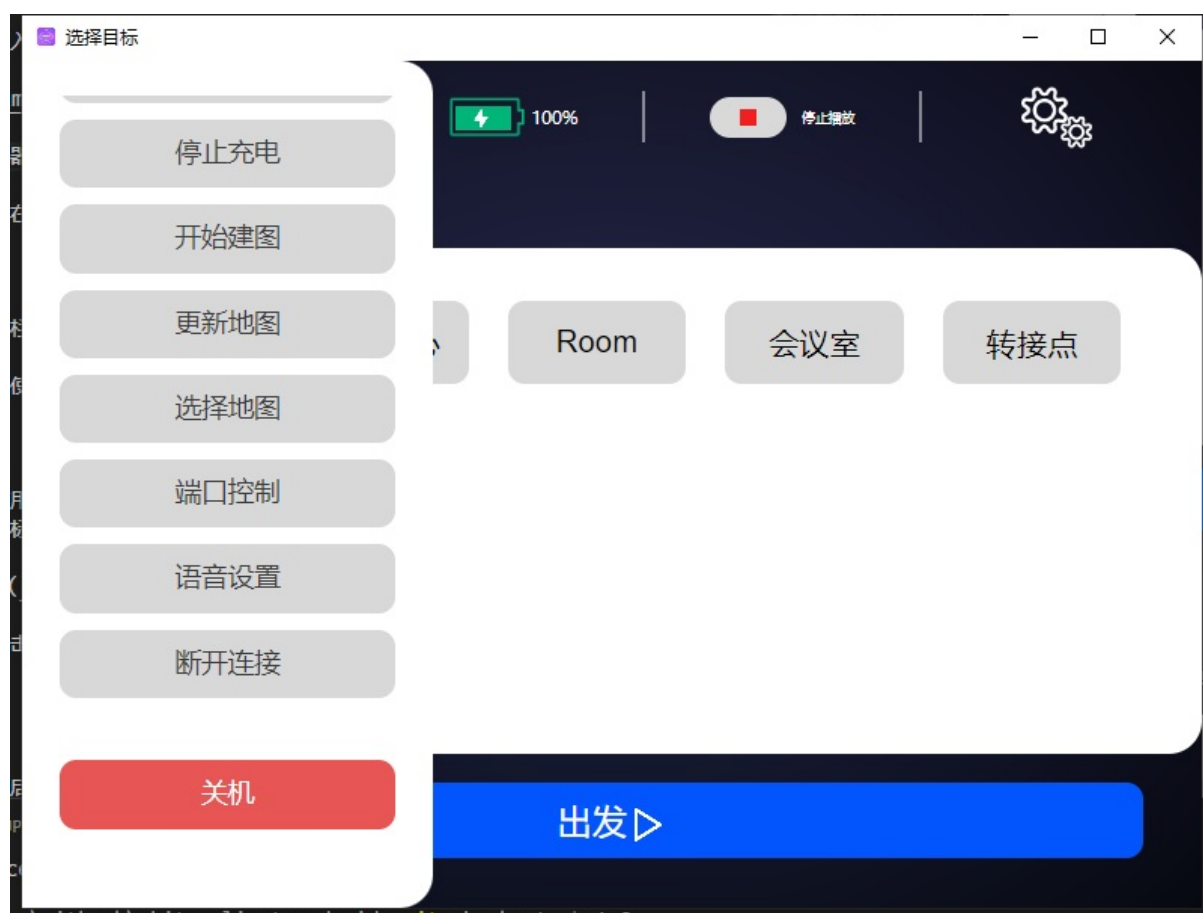 选择目标
100%
停止播放
停止充电
开始建图
更新地图
选择地图
端口控制
语音设置
断开连接
关机
Room
会议室
转接点
出发